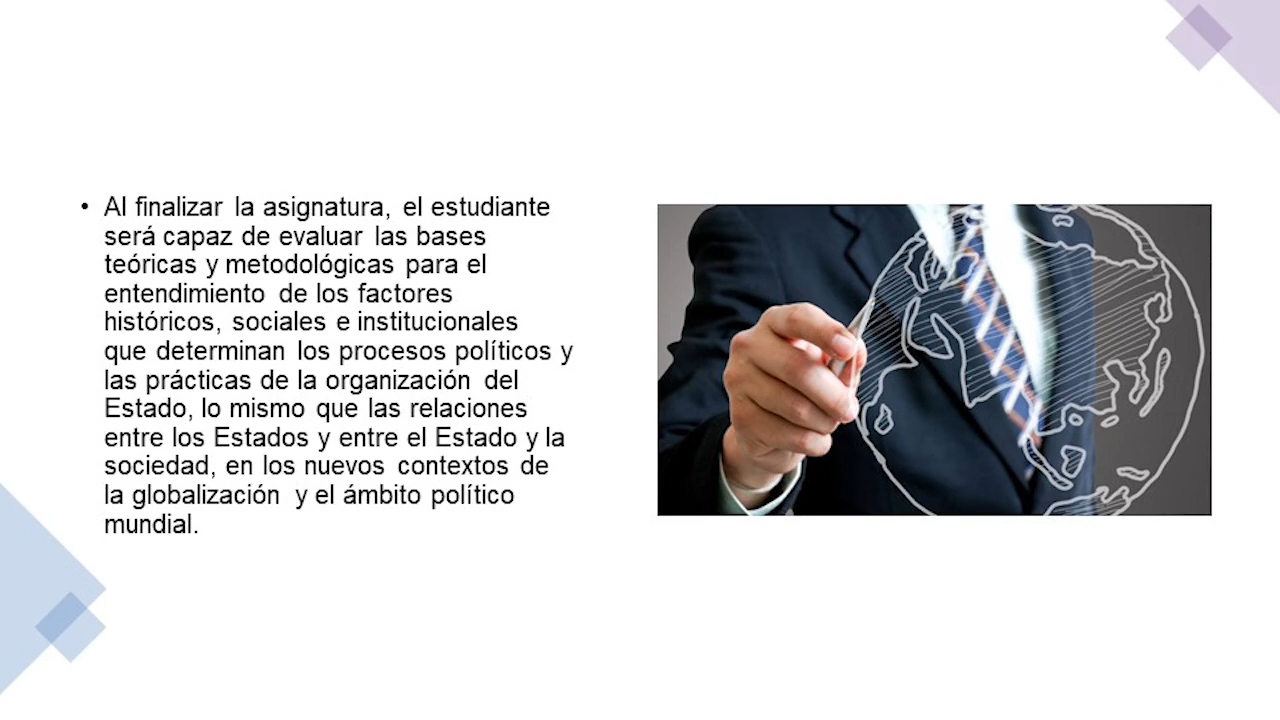 • Al finalizar la asignatura, el estudiante
será capaz de evaluar las bases
teóricas y metodológicas para el
entendimiento de los factores
históricos, sociales e institucionales
que determinan los procesos políticos y
las prácticas de la organización del
Estado, lo mismo que las relaciones
entre los Estados y entre el Estado y la
sociedad, en los nuevos contextos de
la globalización y el ámbito político
mundial.